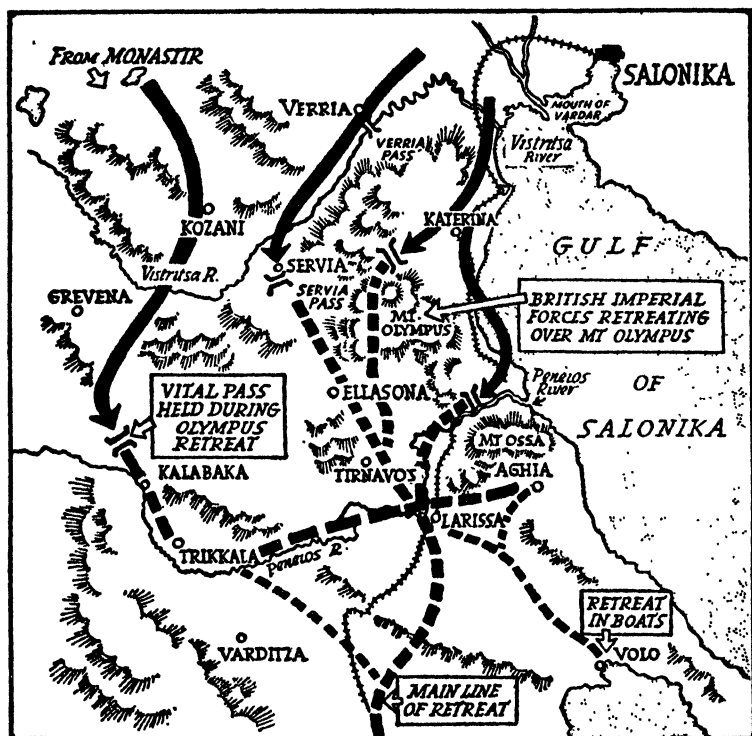 FROM MONASTIR
SALONIKA
VERRIA
MOUTH OF
VARDAR
VERRIA
PASS
Vistritsa
River
KATERINA
KOZANI
GULF
SERVIA
Vistritsa R.
SERVIA
PASS
GREVENA
MT
OLYMPUS
BRITISH IMPERIAL
FORCES RETREATING
OVER MT OLYMPUS
VITAL PASS
HELD DURING
OLYMPUS
RETREAT
ELLASONA
Peneios
River
OF
SALONIKA
MT OSSA
KALABAKA
TIRNAVOS
AGHIA
LARISSA
TRIKKALA
Peneios R.
RETREAT
IN BOATS
VARDITZA
VOLO
MAIN LINE
OF RETREAT